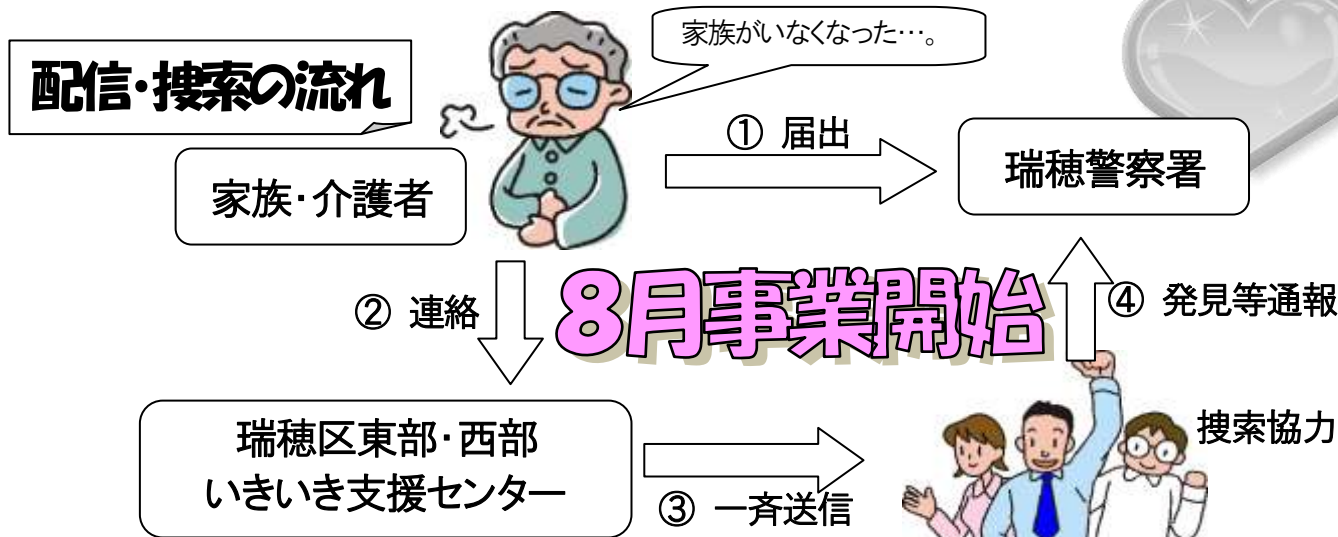 配信・捜索の流れ
家族がいなくなった…。
家族・介護者
① 届出
瑞穂警察署
② 連絡
8月事業開始
④ 発見等通報
瑞穂区東部・西部
いきいき支援センター
③ 一斉送信
捜索協力